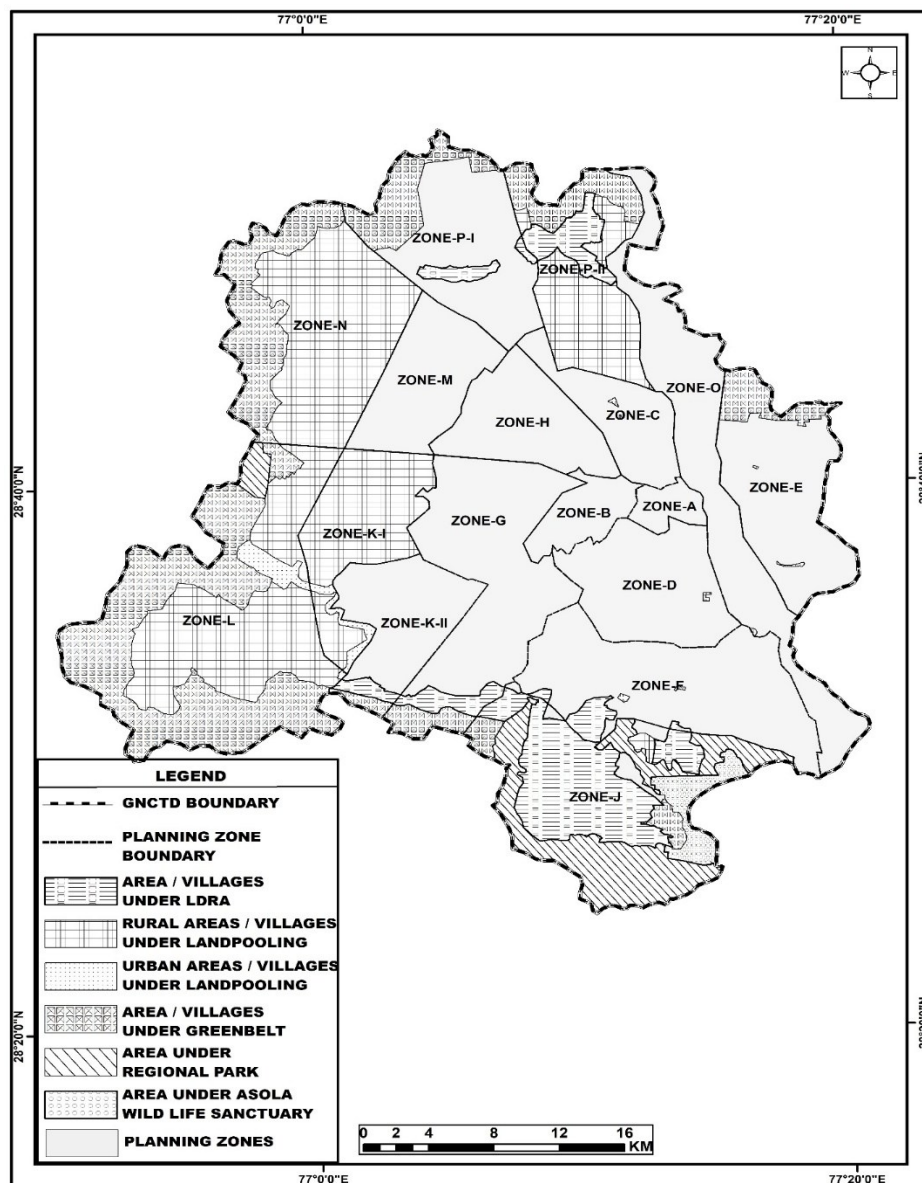 77°0'0"E
77°20'0"E
N
W E
S
ZONE-P-I
ZONE-P-II
ZONE-N
ZONE-M
ZONE-O
ZONE-H
ZONE-C
28°40'0"N
ZONE-E
ZONE-G
ZONE-B
ZONE-A
ZONE-K-I
ZONE-D
ZONE-L
ZONE-K-II
ZONE-F
ZONE-J
LEGEND
GNCTD BOUNDARY
PLANNING ZONE
BOUNDARY
AREA / VILLAGES
UNDER LDRA
RURAL AREAS / VILLAGES
UNDER LANDPOOLING
URBAN AREAS / VILLAGES
UNDER LANDPOOLING
AREA / VILLAGES
UNDER GREENBELT
AREA UNDER
REGIONAL PARK
AREA UNDER ASOLA
WILD LIFE SANCTUARY
PLANNING ZONES
28°20'0"N
0 2 4 8 12 16
KM
77°0'0"E
77°20'0"E